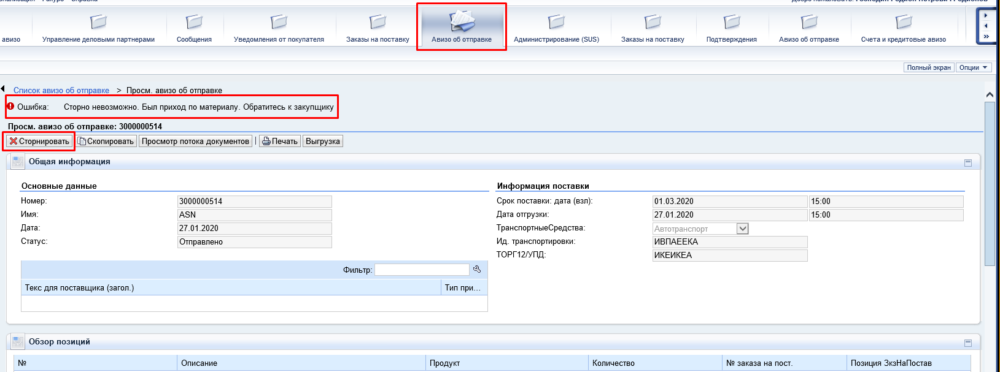 авизо
Управление деловыми партнерами
Сообщения
Уведомления от покупателя
Заказы на поставку
Авизо об отправке
Администрирование (SUS)
Заказы на поставку
Подтверждения
Авизо об отправке
Счета и кредитовые авизо
Полный экран
Опции
Список авизо об отправке > Просм. авизо об отправке
Ошибка: Сторно невозможно. Был приход по материалу. Обратитесь к закупщику
Просм. авизо об отправке: 3000000514
Сторнировать
Скопировать
Просмотр потока документов
Печать
Выгрузка
Общая информация
Основные данные
Номер: 3000000514
Имя: ASN
Дата: 27.01.2020
Статус: Отправлено
Фильтр:
Текс для поставщика (загол.)
Тип при...
Информация поставки
Срок поставки: дата (взл): 01.03.2020 15:00
Дата отгрузки: 27.01.2020 15:00
ТранспортныеСредства: Автотранспорт
Ид. транспортировки: ИВПАЕЕКА
ТОРГ12/УПД: ИКЕИКЕА
Обзор позиций
№
Описание
Продукт
Количество
№ заказа на пост.
Позиция ЗкзНаПостав